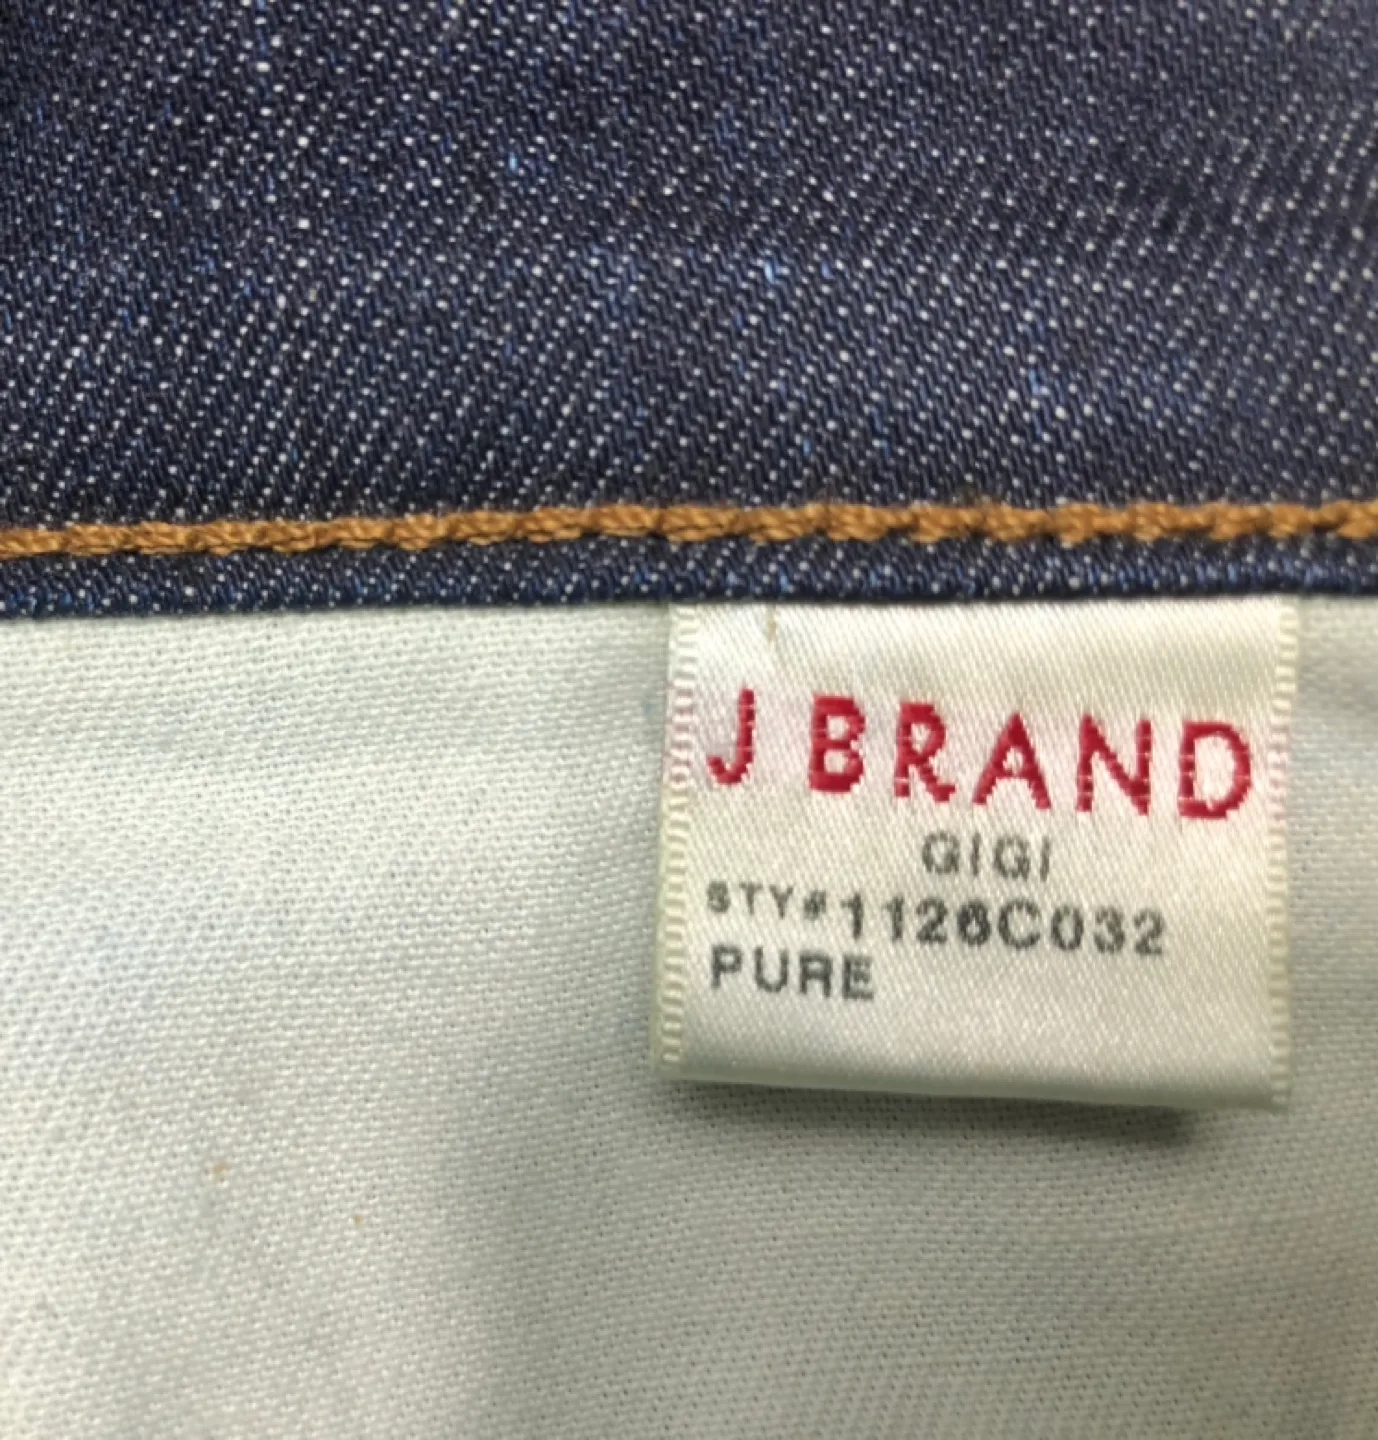 J BRAND
GIGI
STY#1126C032
PURE